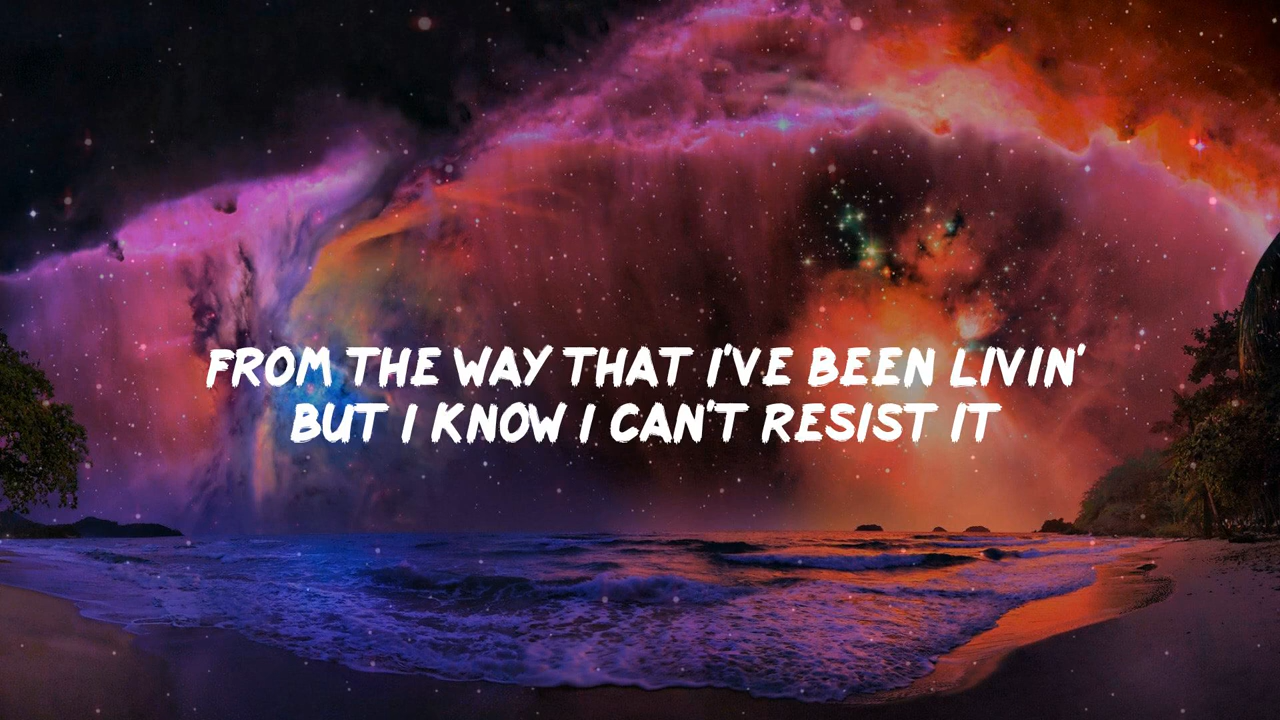 FROM THE WAY THAT I'VE BEEN LIVIN'
BUT I KNOW I CAN'T RESIST IT